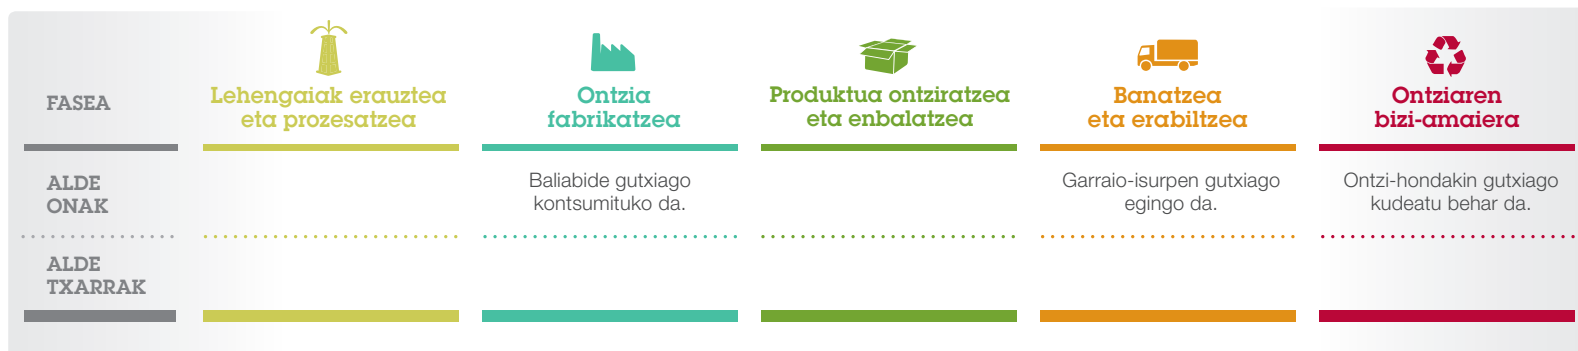 FASEA
Lehengaiak erauztea
eta prozesatzea
Ontzia
fabrikatzea
Produktua ontziratzea
eta enbalatzea
Banatzea
eta erabiltzea
Ontziaren
bizi-amaiera
ALDE
ONAK
Baliabide gutxiago
kontsumituko da.
Garraio-isurpen gutxiago
egingo da.
Ontzi-hondakin gutxiago
kudeatu behar da.
ALDE
TXARRAK